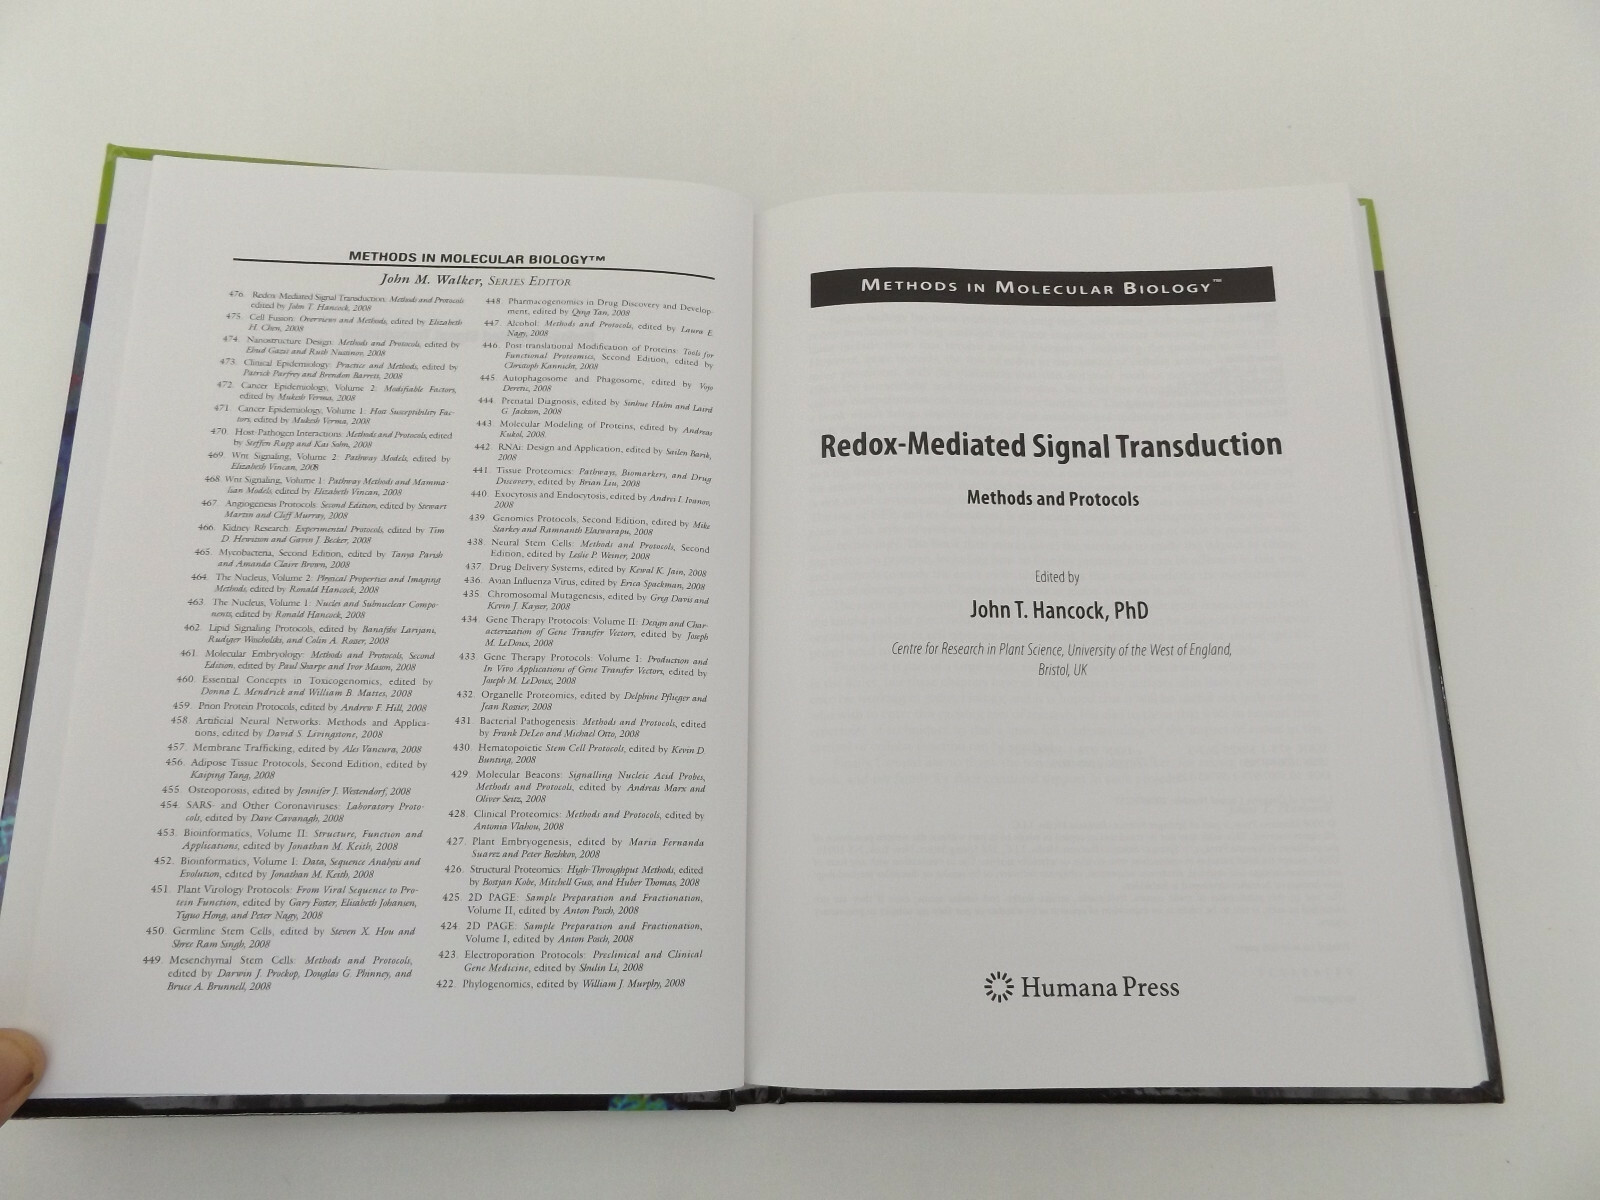 METHODS IN MOLECULAR BIOLOGY™
John M. Walker, SERIES EDITOR
476. Redox-Mediated Signal Transduction: Methods and Protocols
edited by John T. Hancock, 2008
475. Cell Fusion: Overviews and Methods, edited by Elizabeth
H. Chen, 2008
474. Nanostructure Design: Methods and Protocols, edited by
Ehud Gazit and Ruth Nussinov, 2008
473. Clinical Epidemiology: Practice and Methods, edited by
Patrick Parfrey and Brendon Barrett, 2008
472. Cancer Epidemiology, Volume 2: Modifiable Factors,
edited by Mukesh Verma, 2008
471. Cancer Epidemiology, Volume 1: Host Susceptibility Fac-
tors, edited by Mukesh Verma, 2008
470. Host-Pathogen Interactions: Methods and Protocols, edited
by Steffen Rupp and Kai Sohn, 2008
469. Wnt Signaling, Volume 2: Pathway Models, edited by
Elizabeth Vincan, 2008
468. Wnt Signaling, Volume 1: Pathway Methods and Mamma-
lian Models, edited by Elizabeth Vincan, 2008
467. Angiogenesis Protocols: Second Edition, edited by Stewart
Martin and Cliff Murray, 2008
466. Kidney Research: Experimental Protocols, edited by Tim
D. Hewitson and Gavin J. Becker, 2008
465. Mycobacteria, Second Edition, edited by Tanya Parish
and Amanda Claire Brown, 2008
464. The Nucleus, Volume 2: Physical Properties and Imaging
Methods, edited by Ronald Hancock, 2008
463. The Nucleus, Volume 1: Nuclei and Subnuclear Compo-
nents, edited by Ronald Hancock, 2008
462. Lipid Signaling Protocols, edited by Banafshe Larijani,
Rudiger Woscholski, and Colin A. Rosser, 2008
461. Molecular Embryology: Methods and Protocols, Second
Edition, edited by Paul Sharpe and Ivor Mason, 2008
460. Essential Concepts in Toxicogenomics, edited by
Donna L. Mendrick and William B. Mattes, 2008
459. Prion Protein Protocols, edited by Andrew F. Hill, 2008
458. Artificial Neural Networks: Methods and Applica-
tions, edited by David S. Livingstone, 2008
457. Membrane Trafficking, edited by Ales Vancura, 2008
456. Adipose Tissue Protocols, Second Edition, edited by
Kaiping Yang, 2008
455. Osteoporosis, edited by Jennifer J. Westendorf, 2008
454. SARS- and Other Coronaviruses: Laboratory Proto-
cols, edited by Dave Cavanagh, 2008
453. Bioinformatics, Volume II: Structure, Function and
Applications, edited by Jonathan M. Keith, 2008
452. Bioinformatics, Volume I: Data, Sequence Analysis and
Evolution, edited by Jonathan M. Keith, 2008
451. Plant Virology Protocols: From Viral Sequence to Pro-
tein Function, edited by Gary Foster, Elisabeth Johansen,
Yiguo Hong, and Peter Nagy, 2008
450. Germline Stem Cells, edited by Steven X. Hou and
Shree Ram Singh, 2008
449. Mesenchymal Stem Cells: Methods and Protocols,
edited by Darwin J. Prockop, Douglas G. Phinney, and
Bruce A. Brunnell, 2008
448. Pharmacogenomics in Drug Discovery and Develop-
ment, edited by Qing Yan, 2008
447. Alcohol: Methods and Protocols, edited by Laura E.
Nagy, 2008
446. Post-translational Modification of Proteins: Tools for
Functional Proteomics, Second Edition, edited by
Christoph Kannicht, 2008
445. Autophagosome and Phagosome, edited by Vojo
Deretic, 2008
444. Prenatal Diagnosis, edited by Sinhue Hahn and Laird
G. Jackson, 2008
443. Molecular Modeling of Proteins, edited by Andreas
Kukol, 2008
442. RNAi: Design and Application, edited by Sailen Barik,
2008
441. Tissue Proteomics: Pathways, Biomarkers, and Drug
Discovery, edited by Brian Liu, 2008
440. Exocytosis and Endocytosis, edited by Andrei I. Ivanov,
2008
439. Genomics Protocols, Second Edition, edited by Mike
Starkey and Ramnanth Elaswarapu, 2008
438. Neural Stem Cells: Methods and Protocols, Second
Edition, edited by Leslie P. Weiner, 2008
437. Drug Delivery Systems, edited by Kewal K. Jain, 2008
436. Avian Influenza Virus, edited by Erica Spackman, 2008
435. Chromosomal Mutagenesis, edited by Greg Davis and
Kevin J. Kayser, 2008
434. Gene Therapy Protocols: Volume II: Design and Char-
acterization of Gene Transfer Vectors, edited by Joseph
M. LeDoux, 2008
433. Gene Therapy Protocols: Volume I: Production and
In Vivo Applications of Gene Transfer Vectors, edited by
Joseph M. LeDoux, 2008
432. Organelle Proteomics, edited by Delphine Pflieger and
Jean Rossier, 2008
431. Bacterial Pathogenesis: Methods and Protocols, edited
by Frank DeLeo and Michael Otto, 2008
430. Hematopoietic Stem Cell Protocols, edited by Kevin D.
Bunting, 2008
429. Molecular Beacons: Signalling Nucleic Acid Probes,
Methods and Protocols, edited by Andreas Marx and
Oliver Seitz, 2008
428. Clinical Proteomics: Methods and Protocols, edited by
Antonia Vlahou, 2008
427. Plant Embryogenesis, edited by Maria Fernanda
Suarez and Peter Bozhkov, 2008
426. Structural Proteomics: High-Throughput Methods, edited
by Bostjan Kobe, Mitchell Guss, and Huber Thomas, 2008
425. 2D PAGE: Sample Preparation and Fractionation,
Volume II, edited by Anton Posch, 2008
424. 2D PAGE: Sample Preparation and Fractionation,
Volume I, edited by Anton Posch, 2008
423. Electroporation Protocols: Preclinical and Clinical
Gene Medicine, edited by Shulin Li, 2008
422. Phylogenomics, edited by William J. Murphy, 2008
METHODS IN MOLECULAR BIOLOGY™
Redox-Mediated Signal Transduction
Methods and Protocols
Edited by
John T. Hancock, PhD
Centre for Research in Plant Science, University of the West of England,
Bristol, UK
Humana Press